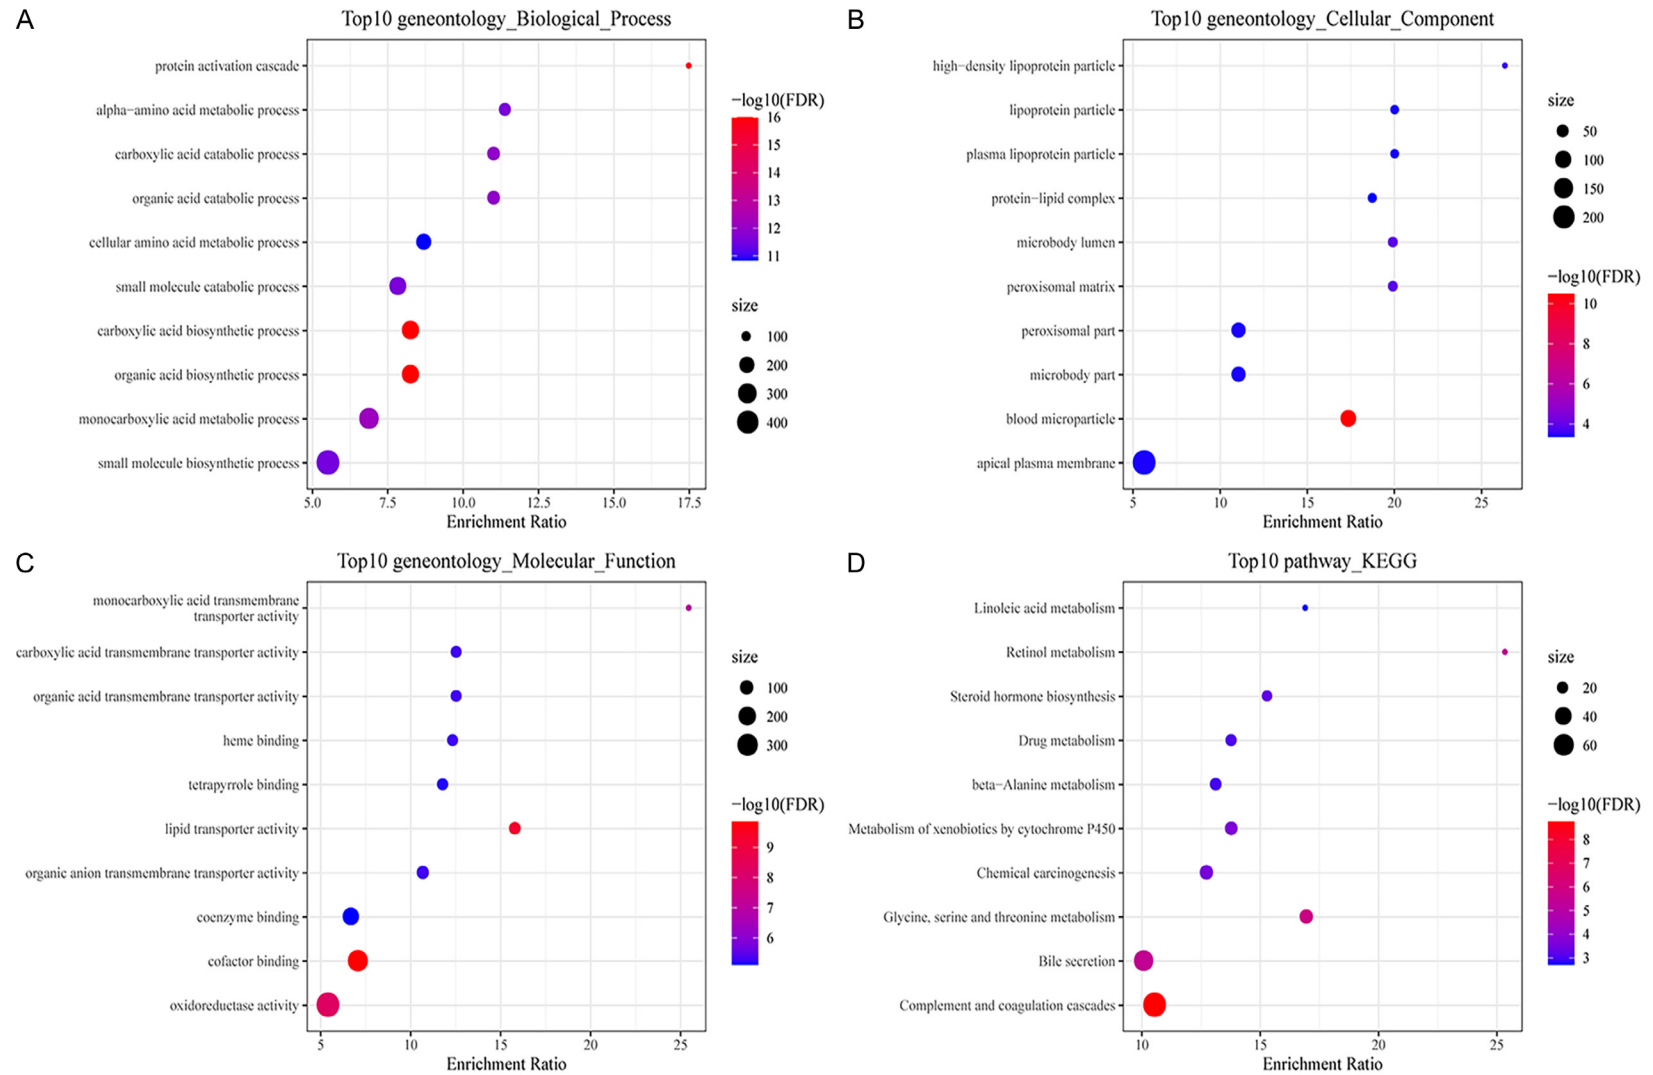 A
Top10 geneontology_Biological_Process
protein activation cascade
alpha−amino acid metabolic process
carboxylic acid catabolic process
organic acid catabolic process
cellular amino acid metabolic process
small molecule catabolic process
carboxylic acid biosynthetic process
organic acid biosynthetic process
monocarboxylic acid metabolic process
small molecule biosynthetic process
5.0 7.5 10.0 12.5 15.0 17.5
Enrichment Ratio
−log10(FDR)
16
15
14
13
12
11
size
100
200
300
400
B
Top10 geneontology_Cellular_Component
high−density lipoprotein particle
lipoprotein particle
plasma lipoprotein particle
protein−lipid complex
microbody lumen
peroxisomal matrix
peroxisomal part
microbody part
blood microparticle
apical plasma membrane
5 10 15 20 25
Enrichment Ratio
size
50
100
150
200
−log10(FDR)
10
8
6
4
C
Top10 geneontology_Molecular_Function
monocarboxylic acid transmembrane
transporter activity
carboxylic acid transmembrane transporter activity
organic acid transmembrane transporter activity
heme binding
tetrapyrrole binding
lipid transporter activity
organic anion transmembrane transporter activity
coenzyme binding
cofactor binding
oxidoreductase activity
5 10 15 20 25
Enrichment Ratio
size
100
200
300
−log10(FDR)
9
8
7
6
D
Top10 pathway_KEGG
Linoleic acid metabolism
Retinol metabolism
Steroid hormone biosynthesis
Drug metabolism
beta−Alanine metabolism
Metabolism of xenobiotics by cytochrome P450
Chemical carcinogenesis
Glycine, serine and threonine metabolism
Bile secretion
Complement and coagulation cascades
10 15 20 25
Enrichment Ratio
size
20
40
60
−log10(FDR)
8
7
6
5
4
3